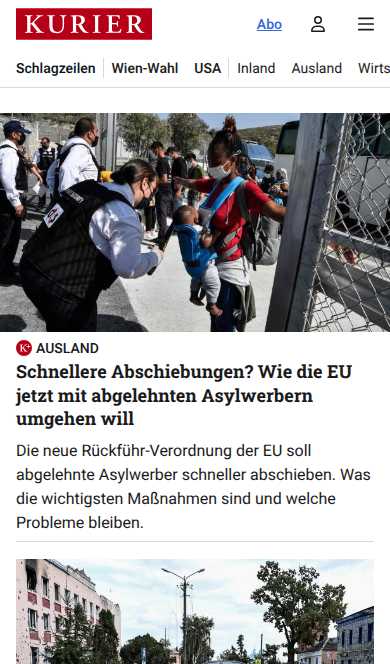 KURIER
Abo
Schlagzeilen Wien-Wahl USA Inland Ausland Wirts
K+ AUSLAND
Schnellere Abschiebungen? Wie die EU
jetzt mit abgelehnten Asylwerbern
umgehen will
Die neue Rückführ-Verordnung der EU soll
abgelehnte Asylwerber schneller abschieben. Was
die wichtigsten Maßnahmen sind und welche
Probleme bleiben.